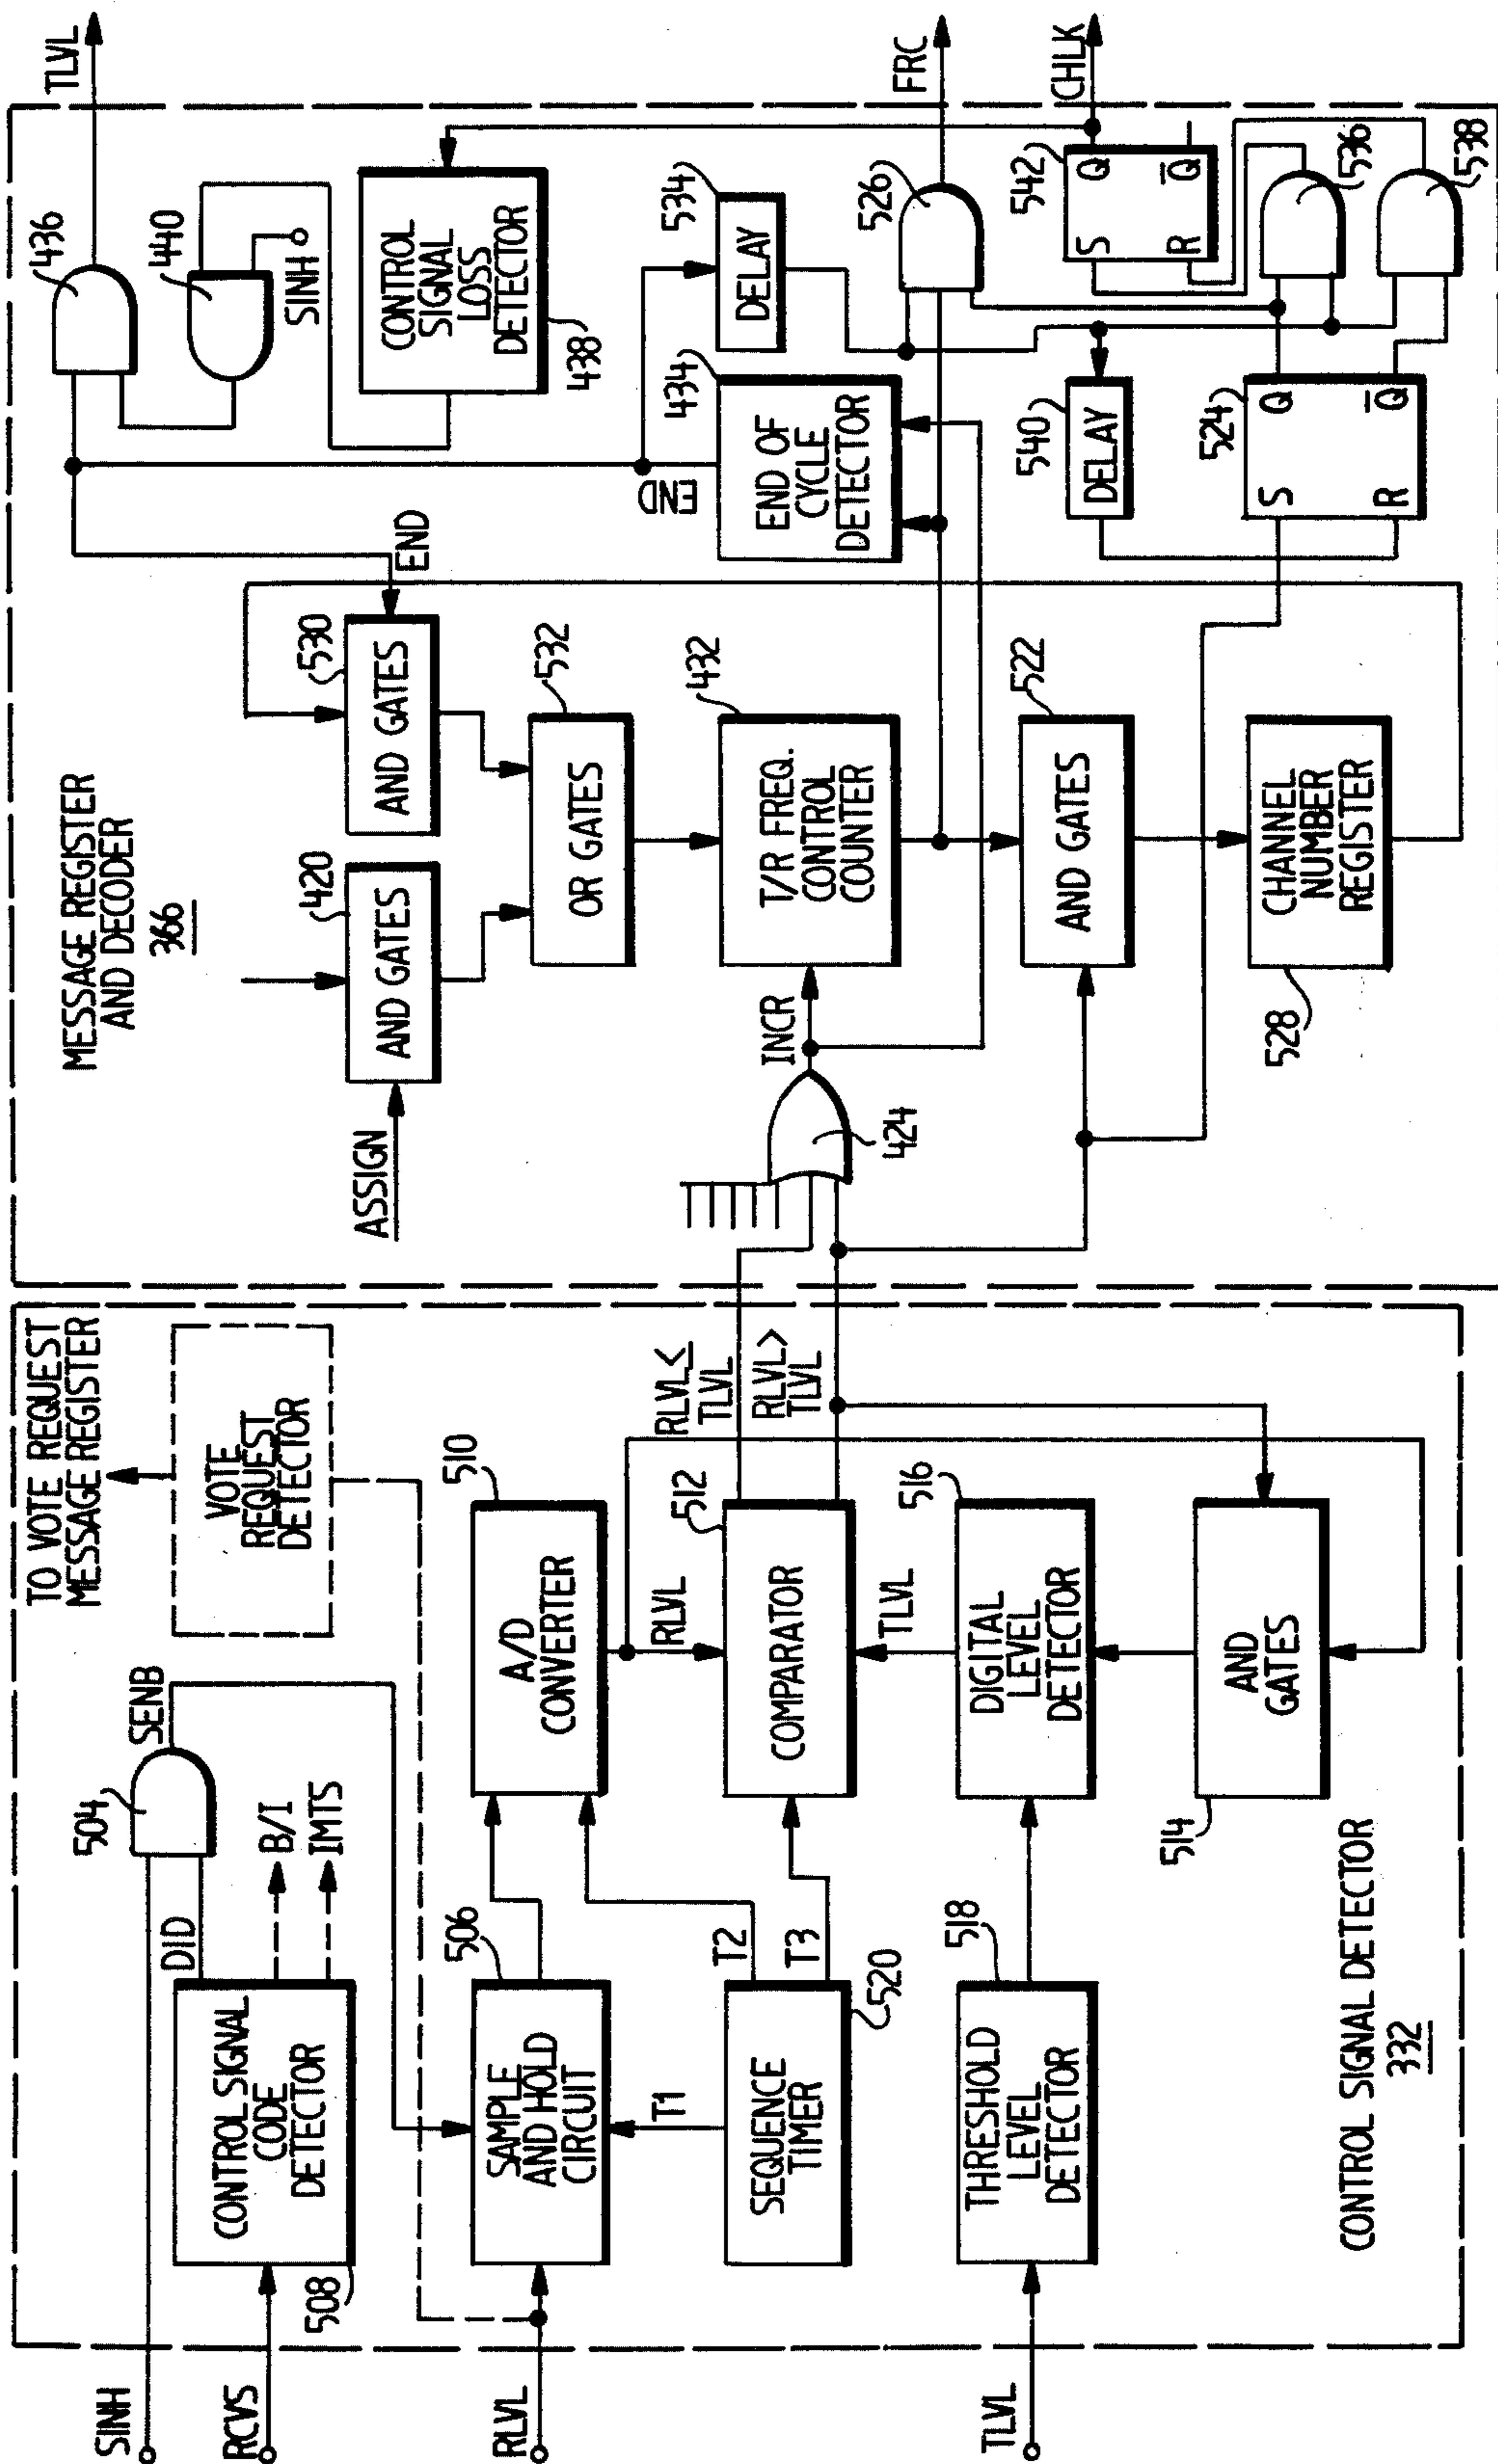 SINH
RCVS
RLVL
TLVL
TO VOTE REQUEST
MESSAGE REGISTER
VOTE
REQUEST
DETECTOR
504
SENB
DID
B/I
IMTS
CONTROL SIGNAL
CODE
DETECTOR
508
506
SAMPLE
AND HOLD
CIRCUIT
T1
SEQUENCE
TIMER
520
T2
T3
518
THRESHOLD
LEVEL
DETECTOR
510
A/D
CONVERTER
RLVL
512
COMPARATOR
RLVL≤
TLVL
RLVL>
TLVL
TLVL
516
DIGITAL
LEVEL
DETECTOR
514
AND
GATES
CONTROL SIGNAL DETECTOR
332
MESSAGE REGISTER
AND DECODER
366
ASSIGN
420
AND GATES
530
AND GATES
END
532
OR GATES
424
INCR
432
T/R FREQ.
CONTROL
COUNTER
522
AND GATES
528
CHANNEL
NUMBER
REGISTER
436
TLVL
440
SINH
CONTROL
SIGNAL
LOSS
DETECTOR
438
END
434
END OF
CYCLE
DETECTOR
534
DELAY
526
FRC
540
DELAY
524
S
Q
R
Q̅
542
S
Q
R
Q̅
CHLK
536
538